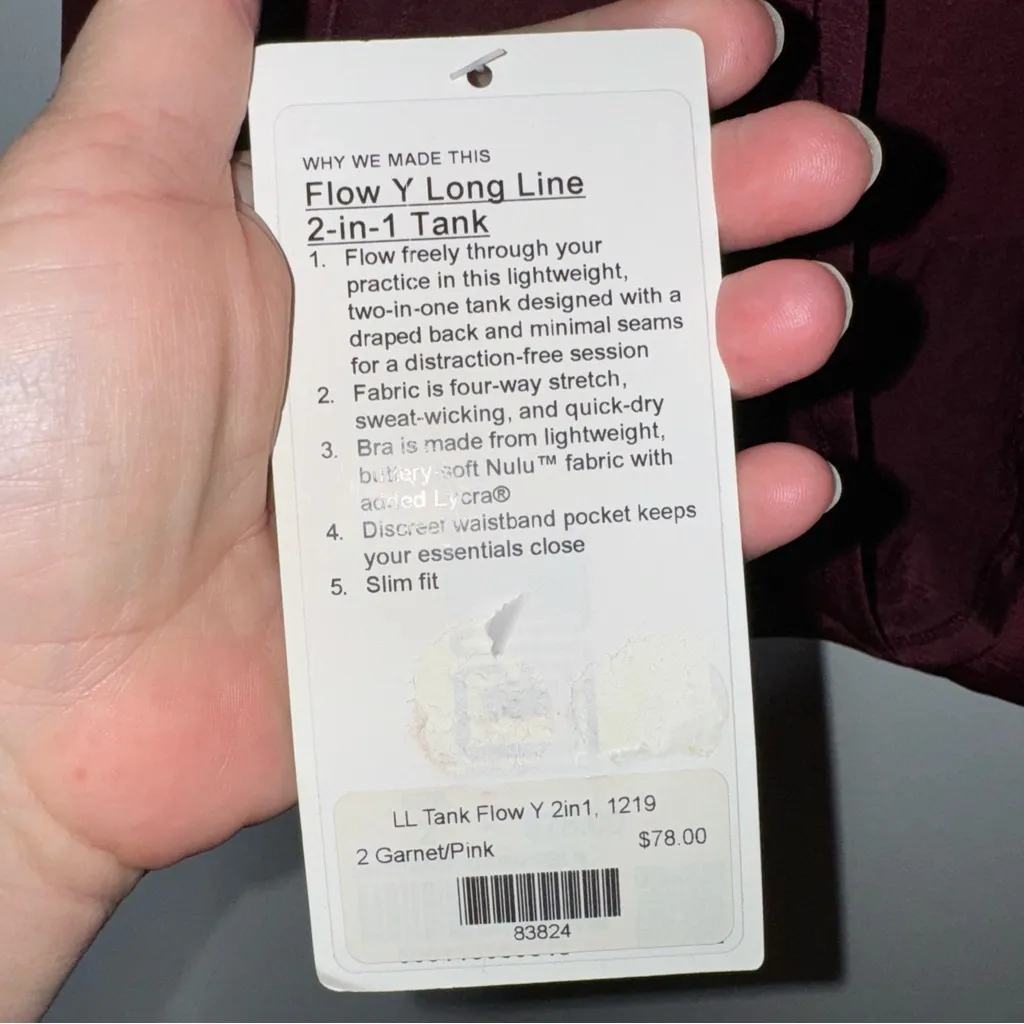 WHY WE MADE THIS
Flow Y Long Line
2-in-1 Tank
1. Flow freely through your
practice in this lightweight,
two-in-one tank designed with a
draped back and minimal seams
for a distraction-free session
2. Fabric is four-way stretch,
sweat-wicking, and quick-dry
3. Bra is made from lightweight,
buttery-soft Nulu™ fabric with
added Lycra®
4. Discreet waistband pocket keeps
your essentials close
5. Slim fit
LL Tank Flow Y 2in1, 1219
2 Garnet/Pink $78.00
83824